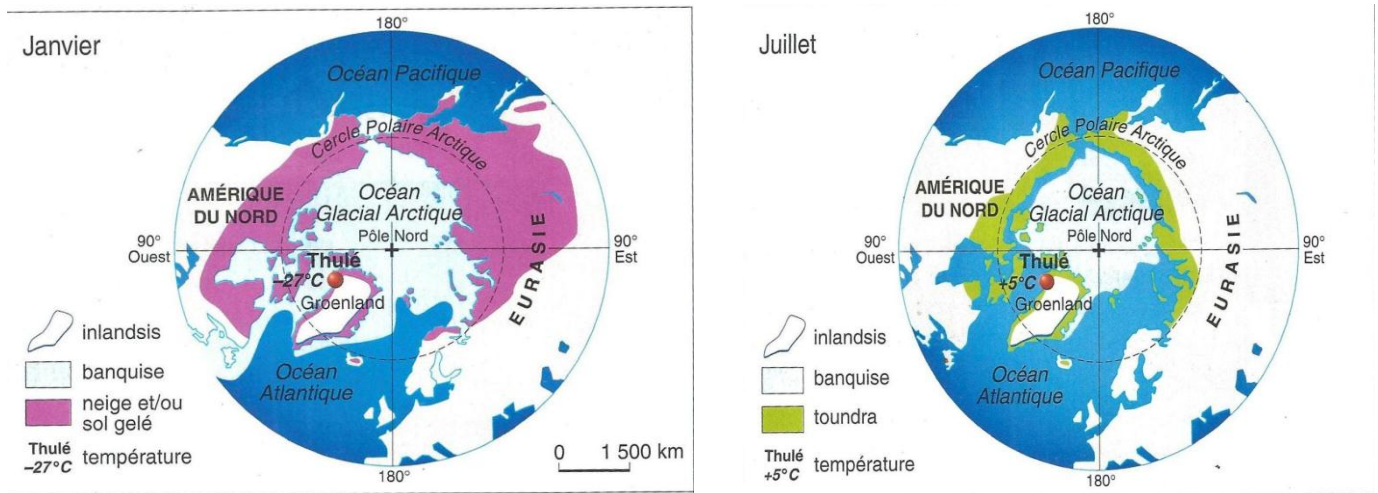 Janvier
180°
Océan Pacifique
Cercle Polaire Arctique
AMÉRIQUE
DU NORD
Océan
Glacial Arctique
Pôle Nord
90°
Ouest
90°
Est
Thulé
–27°C
Groenland
EURASIE
Océan
Atlantique
180°
inlandsis
banquise
neige et/ou
sol gelé
Thulé
–27°C
température
0 1 500 km
Juillet
180°
Océan Pacifique
Cercle Polaire Arctique
AMÉRIQUE
DU NORD
Océan
Glacial Arctique
Pôle Nord
90°
Ouest
90°
Est
Thulé
+5°C
Groenland
EURASIE
Océan
Atlantique
180°
inlandsis
banquise
toundra
Thulé
+5°C
température